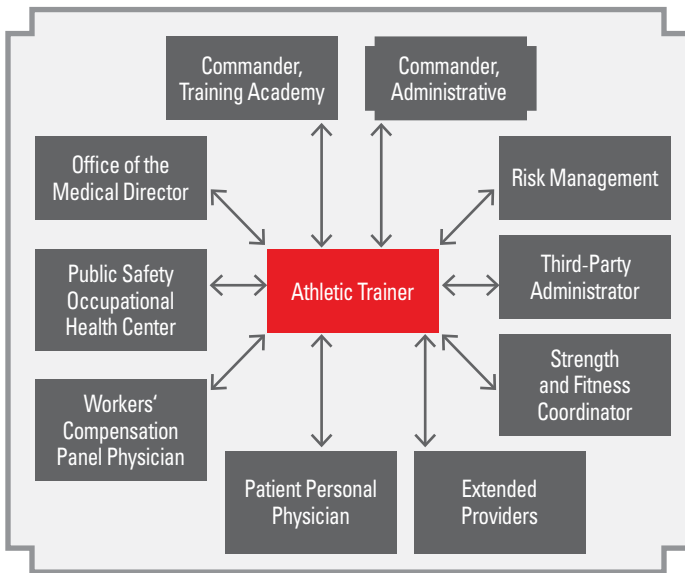 Commander,
Training Academy
Commander,
Administrative
Office of the
Medical Director
Risk Management
Public Safety
Occupational
Health Center
Athletic Trainer
Third-Party
Administrator
Workers‘
Compensation
Panel Physician
Strength
and Fitness
Coordinator
Patient Personal
Physician
Extended
Providers